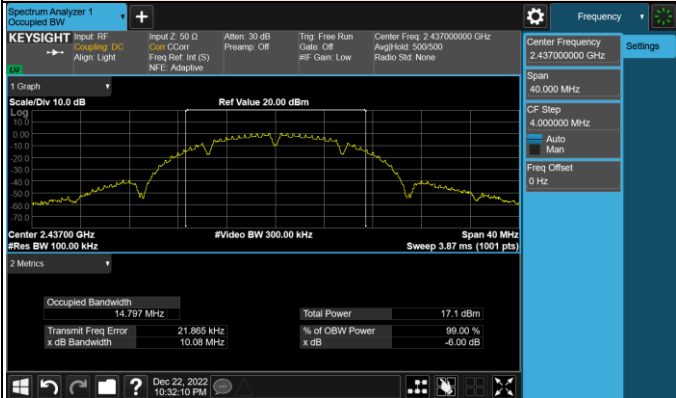 Spectrum Analyzer 1
Occupied BW
Frequency
KEYSIGHT
Input: RF
Coupling: DC
Align: Light
Input Z: 50 Ω
Corr CCorr
Freq Ref: Int (S)
NFE: Adaptive
Atten: 30 dB
Preamp: Off
Trig: Free Run
Gate: Off
#IF Gain: Low
Center Freq: 2.437000000 GHz
Avg|Hold: 500/500
Radio Std: None
Center Frequency
2.437000000 GHz
Settings
Span
40.000 MHz
CF Step
4.000000 MHz
Auto
Man
Freq Offset
0 Hz
1 Graph
Scale/Div 10.0 dB
Ref Value 20.00 dBm
Log
10.0
0.00
-10.0
-20.0
-30.0
-40.0
-50.0
-60.0
-70.0
Center 2.43700 GHz
#Video BW 300.00 kHz
Span 40 MHz
#Res BW 100.00 kHz
Sweep 3.87 ms (1001 pts)
2 Metrics
Occupied Bandwidth
14.797 MHz
Total Power 17.1 dBm
Transmit Freq Error 21.865 kHz
% of OBW Power 99.00 %
x dB Bandwidth 10.08 MHz
x dB -6.00 dB
Dec 22, 2022
10:32:10 PM